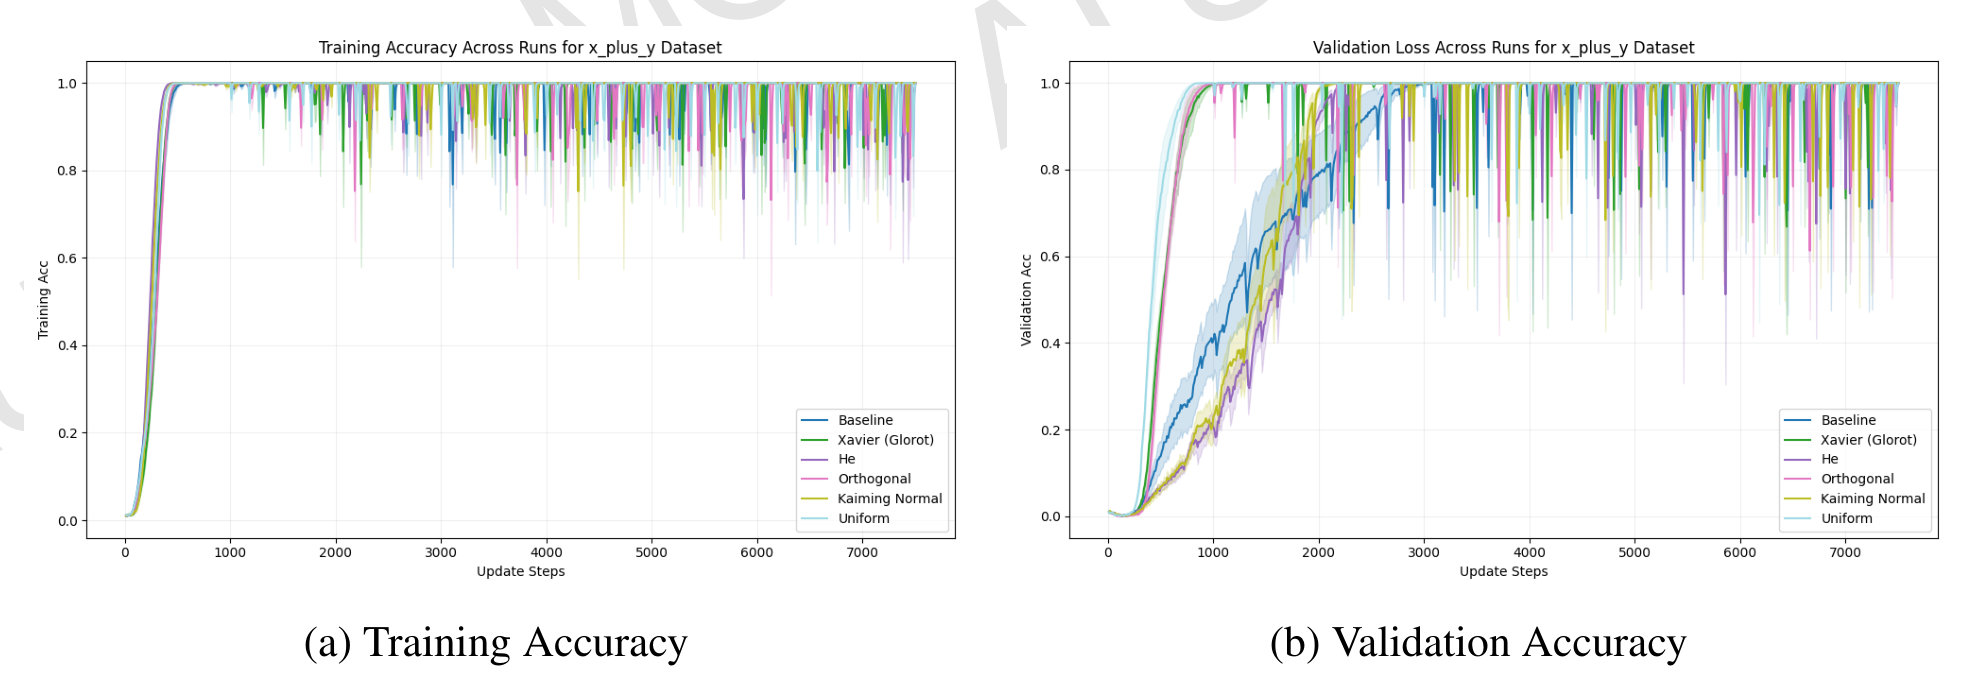 Training Accuracy Across Runs for x_plus_y Dataset
Training Acc
1.0
0.8
0.6
0.4
0.2
0.0
0 1000 2000 3000 4000 5000 6000 7000
Update Steps
Baseline
Xavier (Glorot)
He
Orthogonal
Kaiming Normal
Uniform
(a) Training Accuracy
Validation Loss Across Runs for x_plus_y Dataset
Validation Acc
1.0
0.8
0.6
0.4
0.2
0.0
0 1000 2000 3000 4000 5000 6000 7000
Update Steps
Baseline
Xavier (Glorot)
He
Orthogonal
Kaiming Normal
Uniform
(b) Validation Accuracy